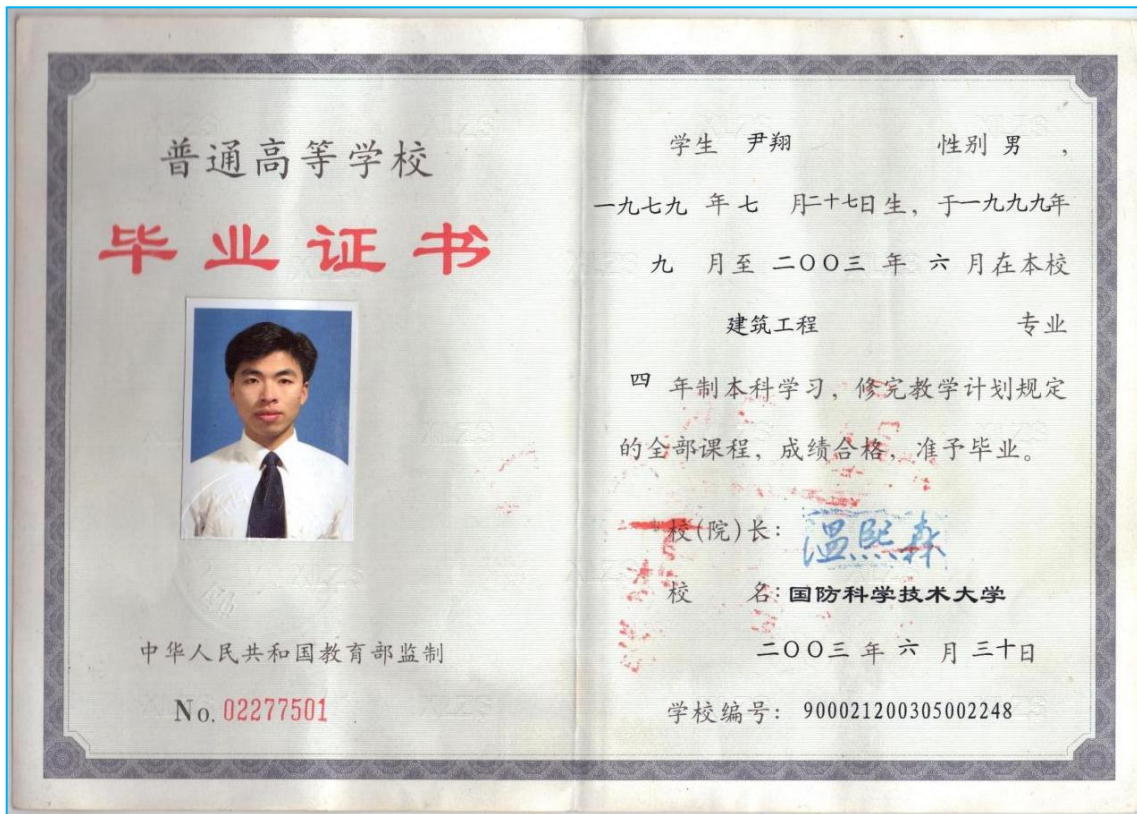 普通高等学校
毕业证书
中华人民共和国教育部监制
No. 02277501
学生 尹翔 性别 男 ,
一九七九 年 七 月二十七日生, 于一九九九年
九 月至 二〇〇三 年 六 月在本校
建筑工程 专业
四 年制本科学习, 修完教学计划规定
的全部课程, 成绩合格, 准予毕业。
校(院)长: 温熙森
校 名: 国防科学技术大学
二〇〇三 年 六 月 三十日
学校编号: 900021200305002248